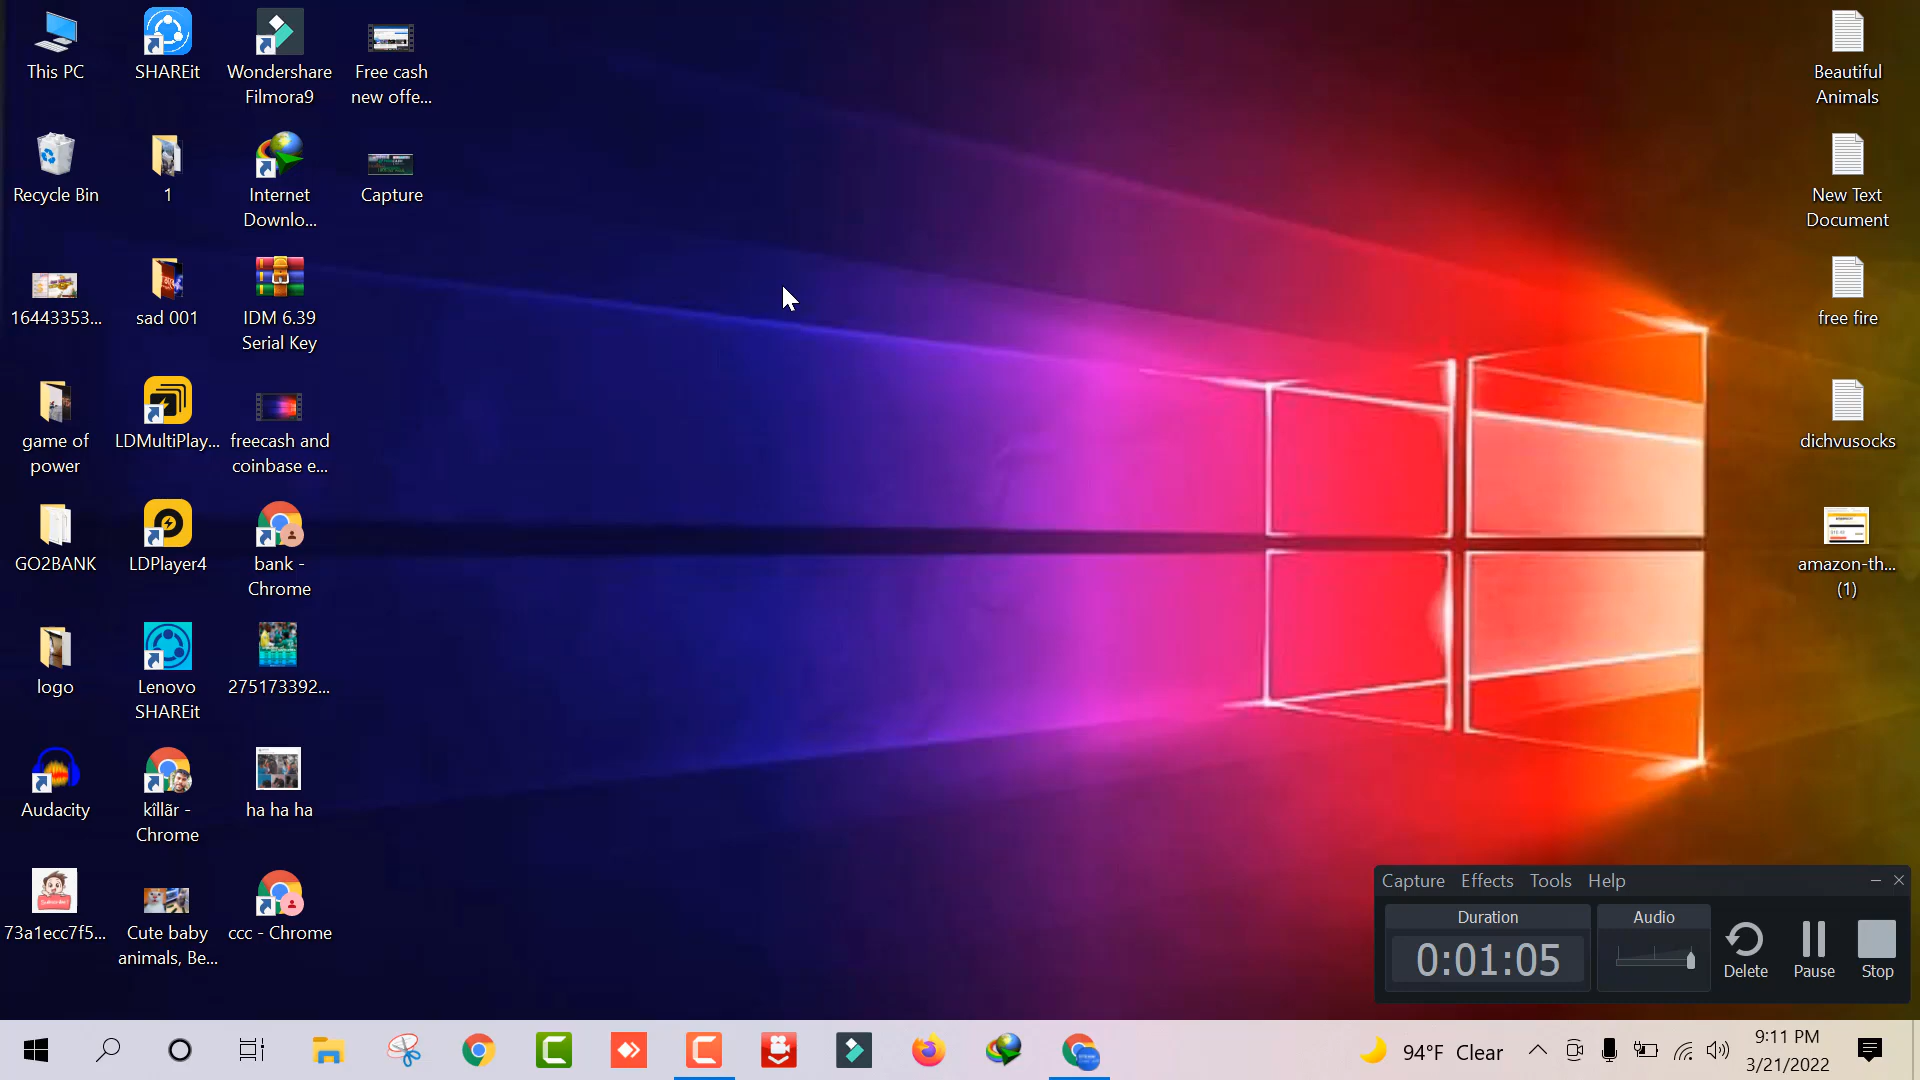 This PC
SHAREit
Wondershare
Filmora9
Free cash
new offe...
Recycle Bin
1
Internet
Downlo...
Capture
16443353...
sad 001
IDM 6.39
Serial Key
game of
power
LDMultiPlay...
freecash and
coinbase e...
GO2BANK
LDPlayer4
bank -
Chrome
logo
Lenovo
SHAREit
275173392...
Audacity
kîllãr -
Chrome
ha ha ha
73a1ecc7f5...
Cute baby
animals, Be...
ccc - Chrome
Beautiful
Animals
New Text
Document
free fire
dichvusocks
amazon-th...
(1)
Capture Effects Tools Help
Duration
Audio
0:01:05
Delete
Pause
Stop
94°F Clear
9:11 PM
3/21/2022